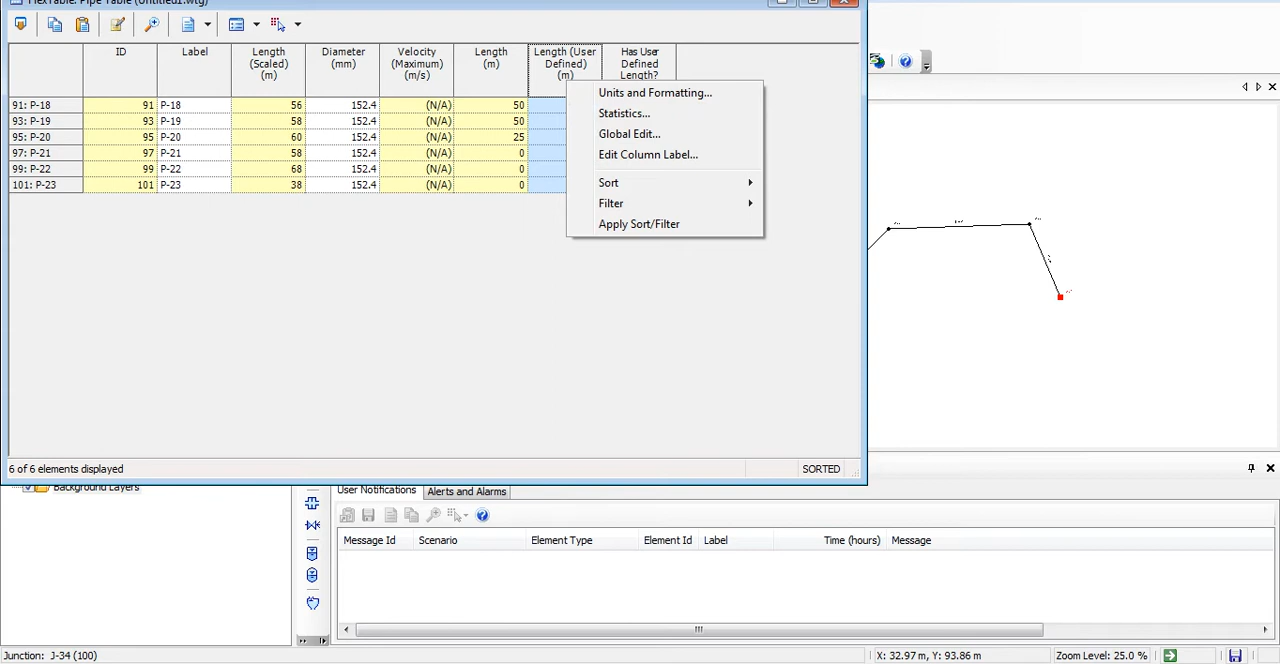 FlexTable: Pipe Table (Untitled1.wtg)
ID Label Length (Scaled) (m) Diameter (mm) Velocity (Maximum) (m/s) Length (m) Length (User Defined) (m) Has User Defined Length?
91: P-18 91 P-18 56 152.4 (N/A) 50
93: P-19 93 P-19 58 152.4 (N/A) 50
95: P-20 95 P-20 60 152.4 (N/A) 25
97: P-21 97 P-21 58 152.4 (N/A) 0
99: P-22 99 P-22 68 152.4 (N/A) 0
101: P-23 101 P-23 38 152.4 (N/A) 0
Units and Formatting...
Statistics...
Global Edit...
Edit Column Label...
Sort
Filter
Apply Sort/Filter
6 of 6 elements displayed SORTED
Background Layers
User Notifications Alerts and Alarms
Message Id Scenario Element Type Element Id Label Time (hours) Message
Junction: J-34 (100) X: 32.97 m, Y: 93.86 m Zoom Level: 25.0 %